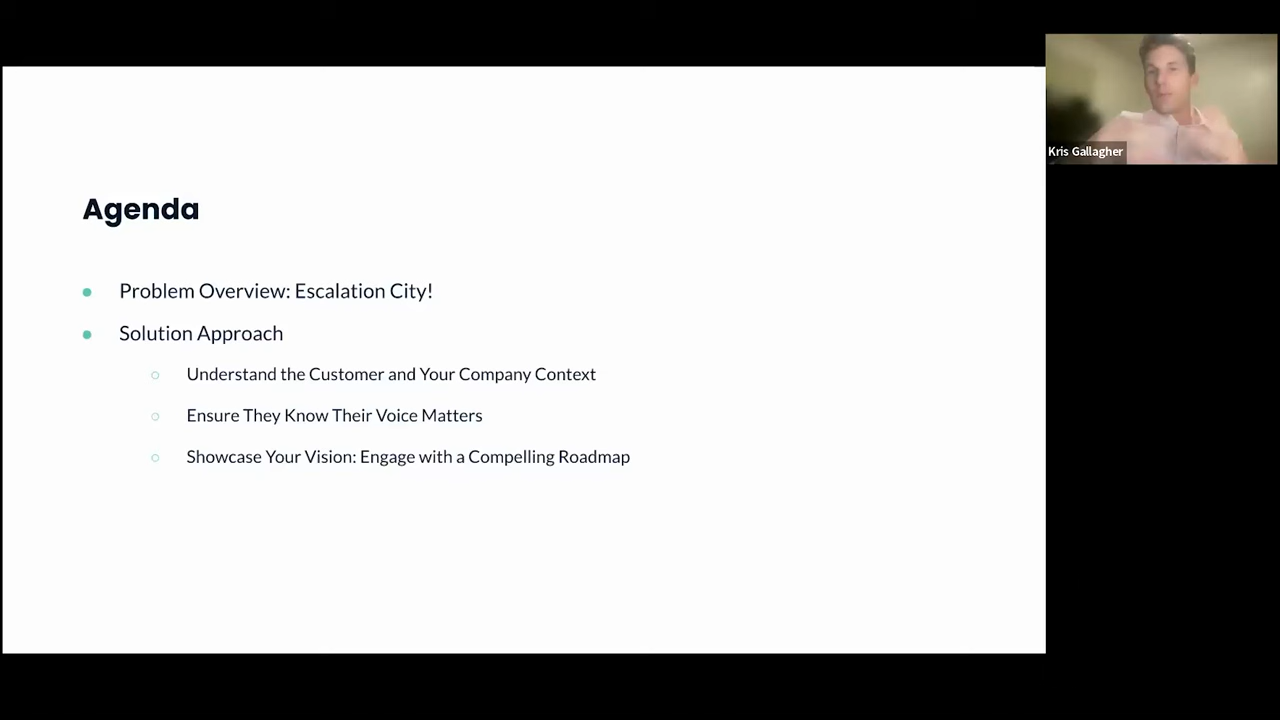 Agenda
Problem Overview: Escalation City!
Solution Approach
Understand the Customer and Your Company Context
Ensure They Know Their Voice Matters
Showcase Your Vision: Engage with a Compelling Roadmap
Kris Gallagher